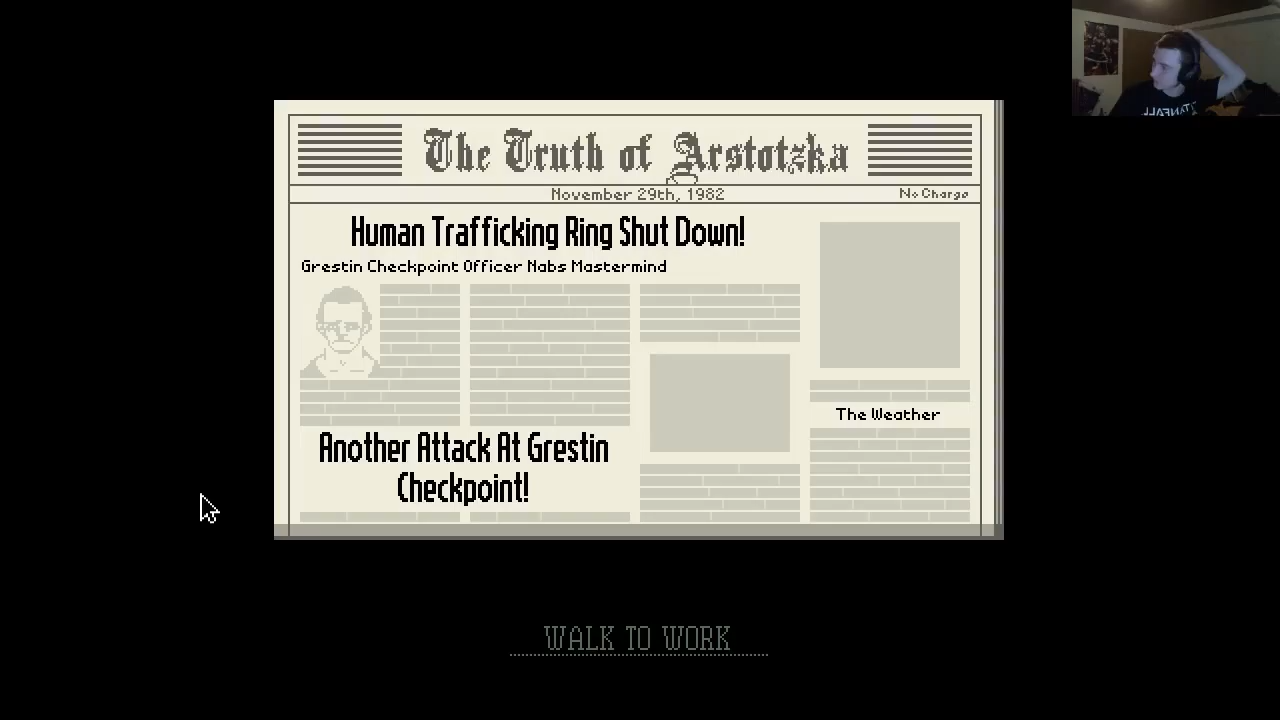 The Truth of Arstotzka
November 29th, 1982
No Charge
Human Trafficking Ring Shut Down!
Grestin Checkpoint Officer Nabs Mastermind
Another Attack At Grestin
Checkpoint!
The Weather
WALK TO WORK